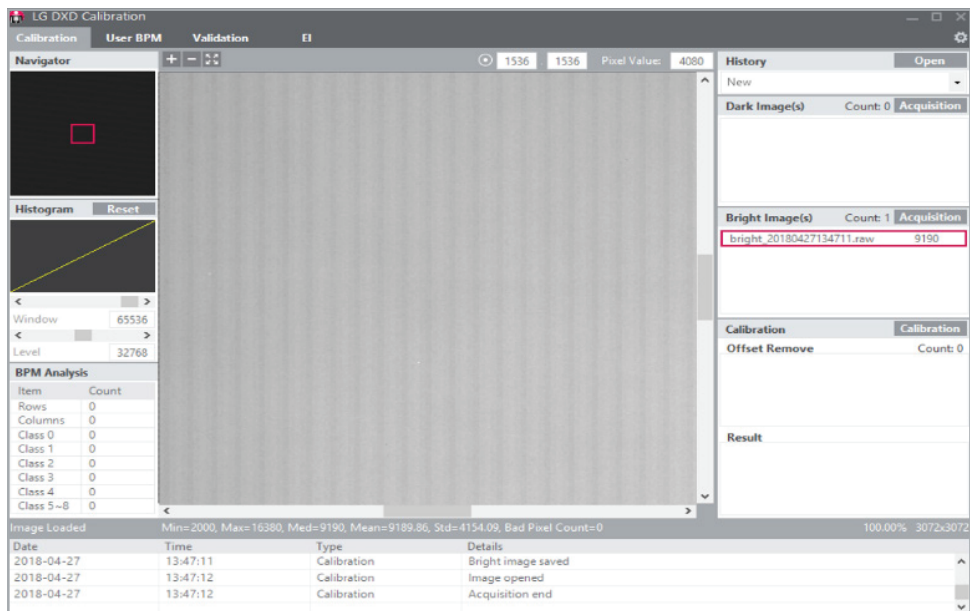 LG DXD Calibration
Calibration User BPM Validation EI
Navigator
1536 1536 Pixel Value: 4080
Histogram Reset
Window 65536
Level 32768
BPM Analysis
Item Count
Rows 0
Columns 0
Class 0 0
Class 1 0
Class 2 0
Class 3 0
Class 4 0
Class 5~8 0
History Open
New
Dark Image(s) Count: 0 Acquisition
Bright Image(s) Count: 1 Acquisition
bright_20180427134711.raw 9190
Calibration Calibration
Offset Remove Count: 0
Result
Image Loaded Min=2000, Max=16380, Med=9190, Mean=9189.86, Std=4154.09, Bad Pixel Count=0 100.00% 3072x3072
Date Time Type Details
2018-04-27 13:47:11 Calibration Bright image saved
2018-04-27 13:47:12 Calibration Image opened
2018-04-27 13:47:12 Calibration Acquisition end